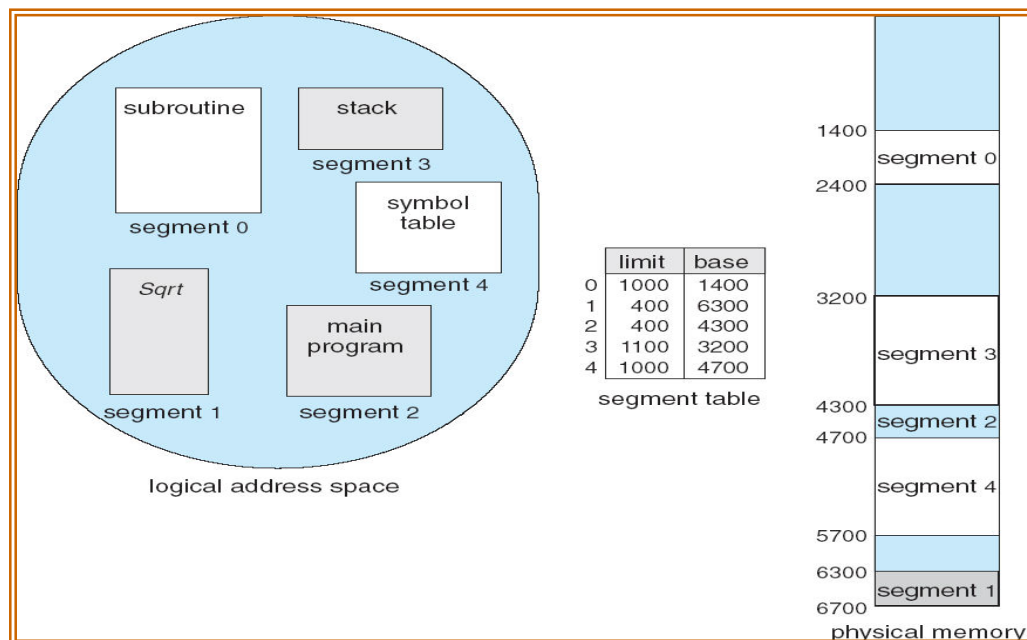 subroutine
segment 0
stack
segment 3
symbol
table
segment 4
Sqrt
segment 1
main
program
segment 2
logical address space
limit base
0 1000 1400
1 400 6300
2 400 4300
3 1100 3200
4 1000 4700
segment table
1400
segment 0
2400
3200
segment 3
4300
segment 2
4700
segment 4
5700
6300
segment 1
6700
physical memory